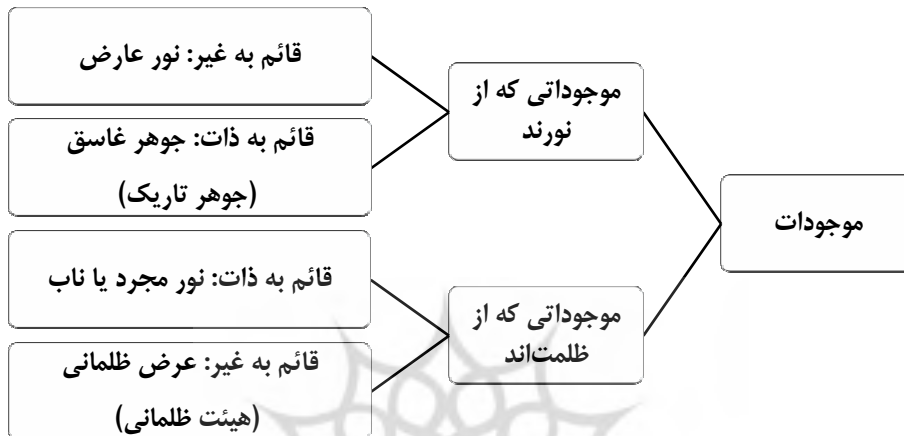 موجودات
موجوداتی که از
نورند
قائم به غیر: نور عارض
قائم به ذات: جوهر غاسق
(جوهر تاریک)
موجوداتی که از
ظلمت‌اند
قائم به ذات: نور مجرد یا ناب
قائم به غیر: عرض ظلمانی
(هیئت ظلمانی)